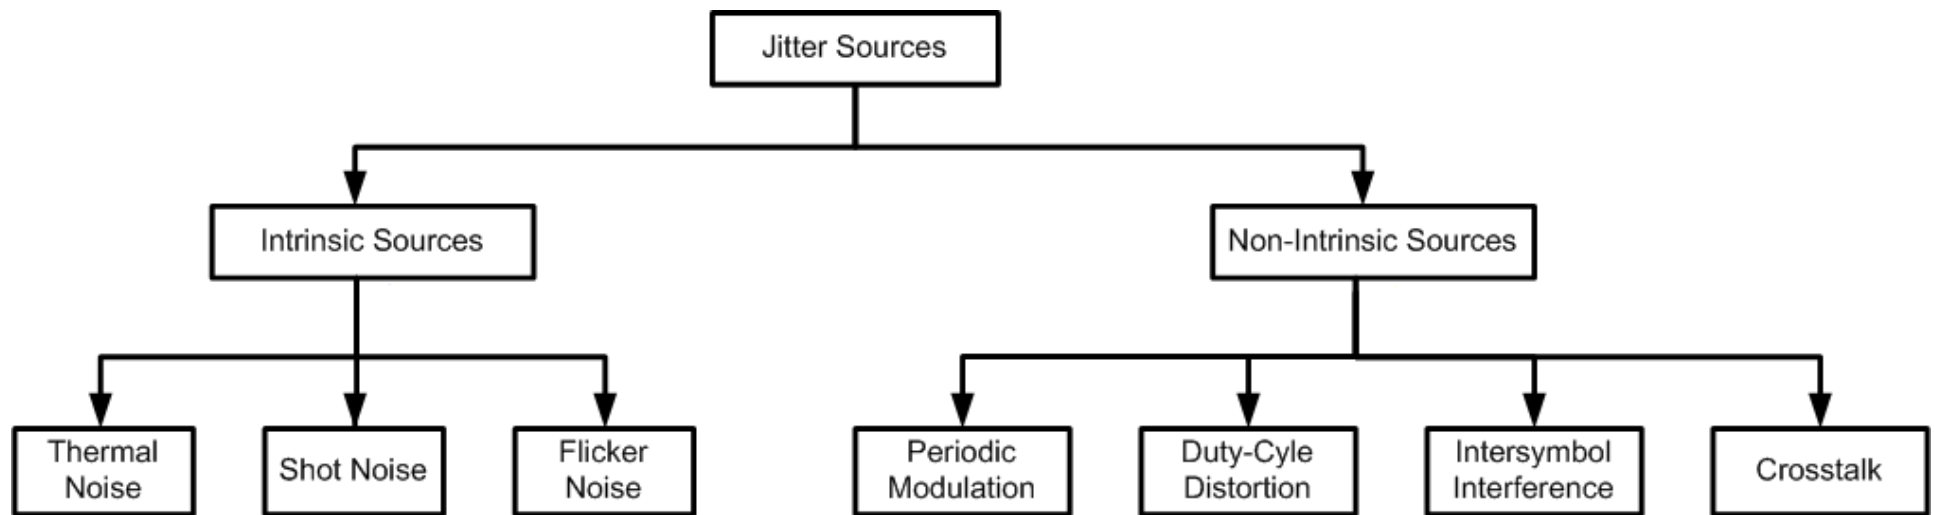 Jitter Sources
Intrinsic Sources
Non-Intrinsic Sources
Thermal
Noise
Shot Noise
Flicker
Noise
Periodic
Modulation
Duty-Cyle
Distortion
Intersymbol
Interference
Crosstalk